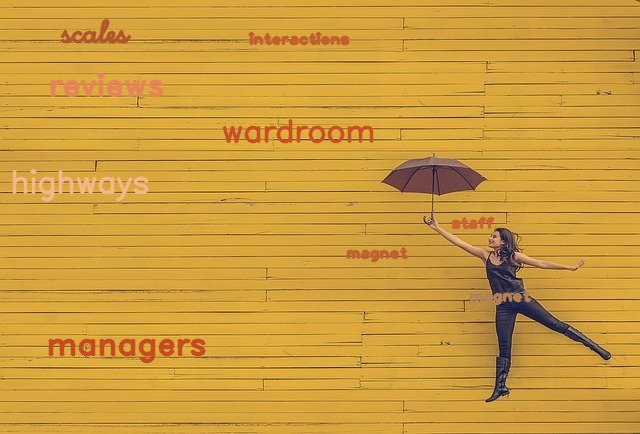 scales
interactions
reviews
wardroom
highways
staff
magnet
magnet
managers